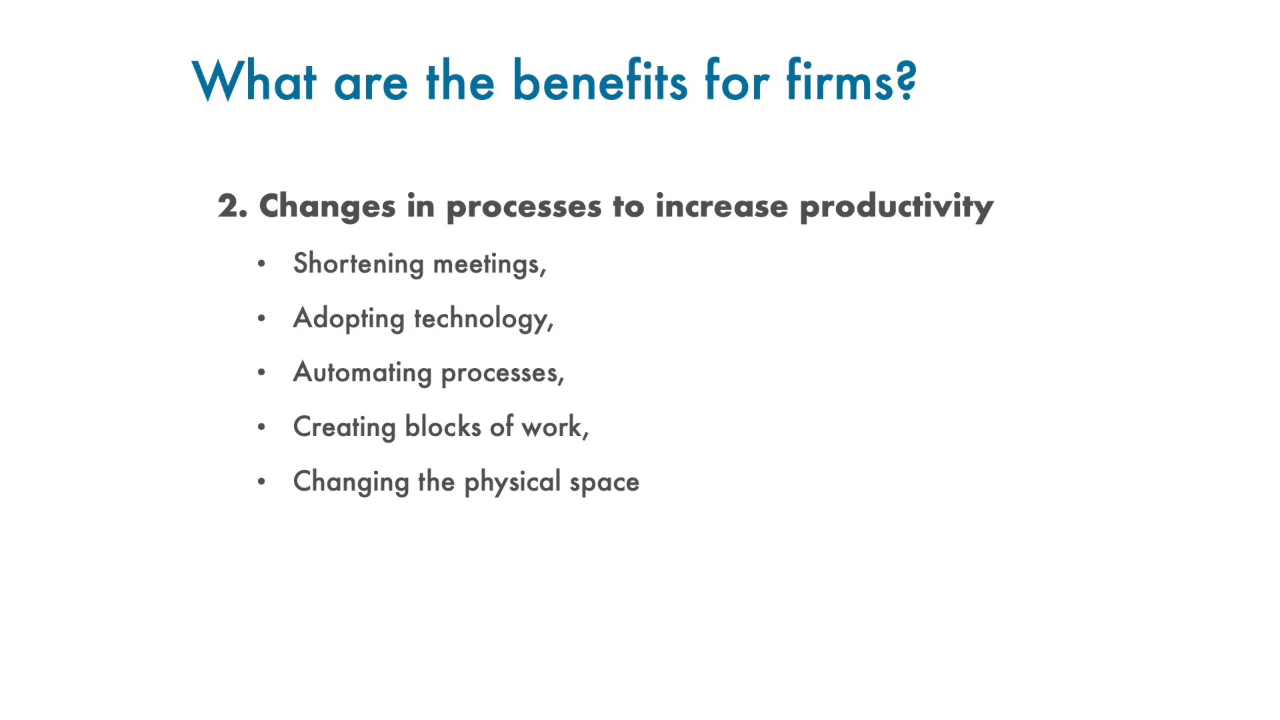 What are the benefits for firms?
2. Changes in processes to increase productivity
• Shortening meetings,
• Adopting technology,
• Automating processes,
• Creating blocks of work,
• Changing the physical space